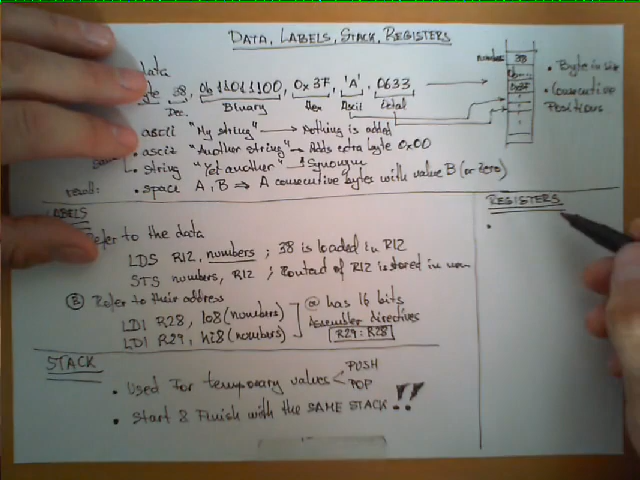 DATA, LABELS, STACK, REGISTERS
data
38, 0b11011100, 0x3F, 'A', 0633
Dec. Binary Hex Ascii Octal
ascii "My string" → Nothing is added
asciz "Another string" → Adds extra byte 0x00
string "Yet another" → Synonym
result: • space A, B ⇒ A consecutive bytes with value B (or zero)
number
38
• Byte in size
• Consecutive
Positions
LABELS
refer to the data
LDS R12, numbers ; 38 is loaded in R12
STS numbers, R12 ; Content of R12 is stored in mem
② Refer to their address
LDI R28, lo8(numbers)
LDI R29, hi8(numbers)
@ has 16 bits
Assembler directives
R29:R28
STACK
• Used for temporary values < PUSH
POP
• Start & Finish with the SAME STACK !!
REGISTERS
•